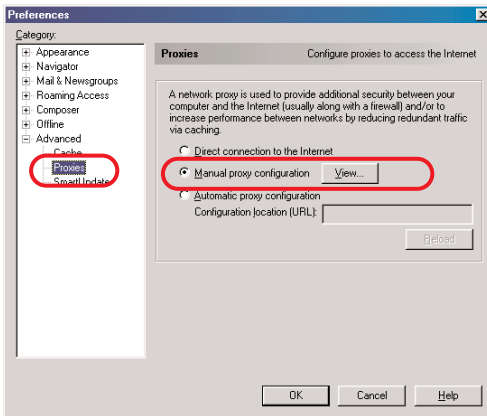 Preferences
Category:
Appearance
Navigator
Mail & Newsgroups
Roaming Access
Composer
Offline
Advanced
Cache
Proxies
SmartUpdate
Proxies
Configure proxies to access the Internet
A network proxy is used to provide additional security between your
computer and the Internet (usually along with a firewall) and/or to
increase performance between networks by reducing redundant traffic
via caching.
Direct connection to the Internet
Manual proxy configuration
View...
Automatic proxy configuration
Configuration location (URL):
Reload
OK
Cancel
Help